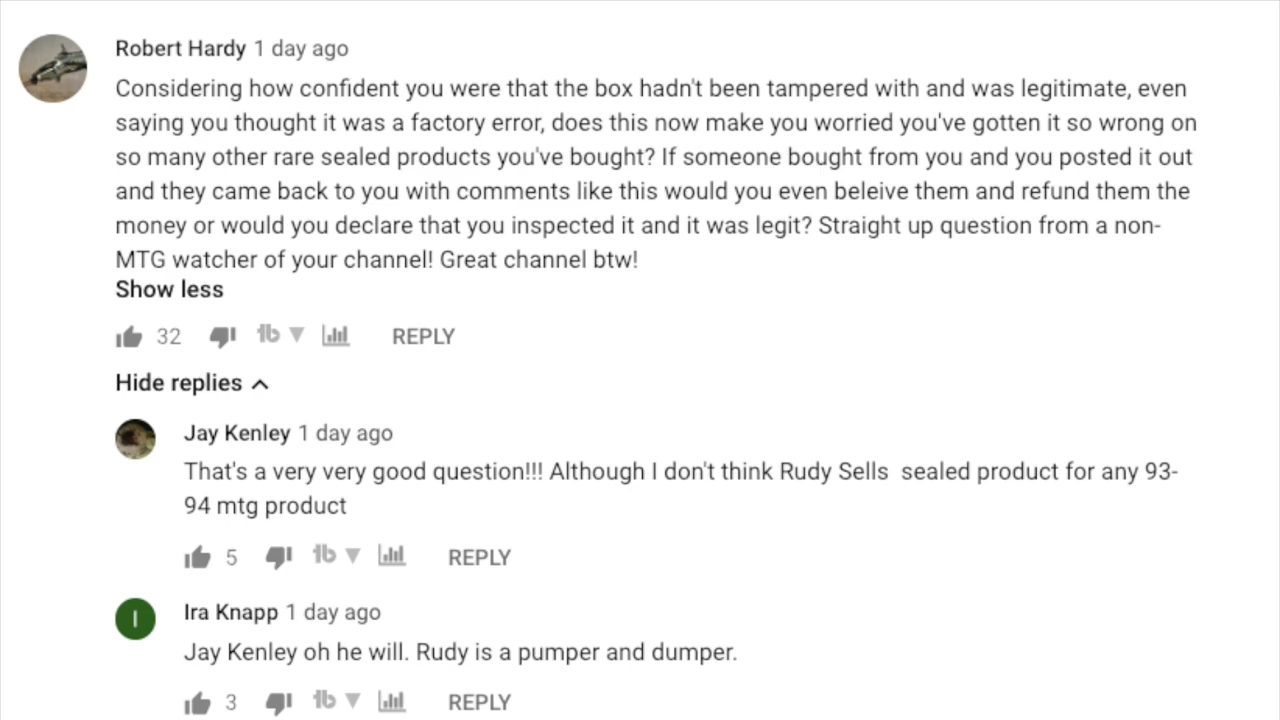 Robert Hardy 1 day ago
Considering how confident you were that the box hadn't been tampered with and was legitimate, even
saying you thought it was a factory error, does this now make you worried you've gotten it so wrong on
so many other rare sealed products you've bought? If someone bought from you and you posted it out
and they came back to you with comments like this would you even beleive them and refund them the
money or would you declare that you inspected it and it was legit? Straight up question from a non-
MTG watcher of your channel! Great channel btw!
Show less
32 tb REPLY
Hide replies
Jay Kenley 1 day ago
That's a very very good question!!! Although I don't think Rudy Sells  sealed product for any 93-
94 mtg product
5 tb REPLY
I
Ira Knapp 1 day ago
Jay Kenley oh he will. Rudy is a pumper and dumper.
3 tb REPLY